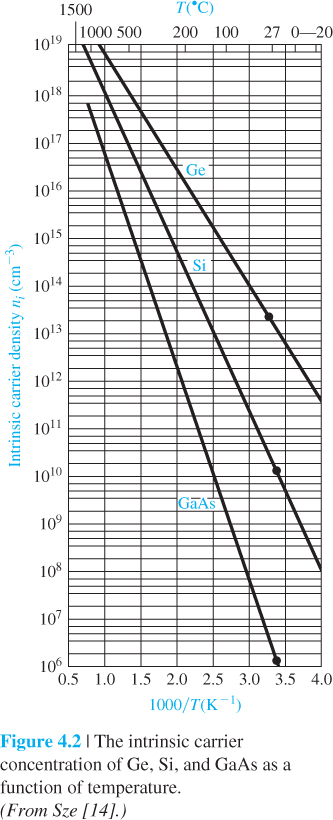 T(°C)
1500
1000 500 200 100 27 0 —20
10^19
10^18
10^17
10^16
Ge
10^15
Si
10^14
10^13
10^12
10^11
10^10
GaAs
10^9
10^8
10^7
10^6
Intrinsic carrier density n_i (cm^−3)
0.5 1.0 1.5 2.0 2.5 3.0 3.5 4.0
1000/T(K^−1)
Figure 4.2 | The intrinsic carrier
concentration of Ge, Si, and GaAs as a
function of temperature.
(From Sze [14].)